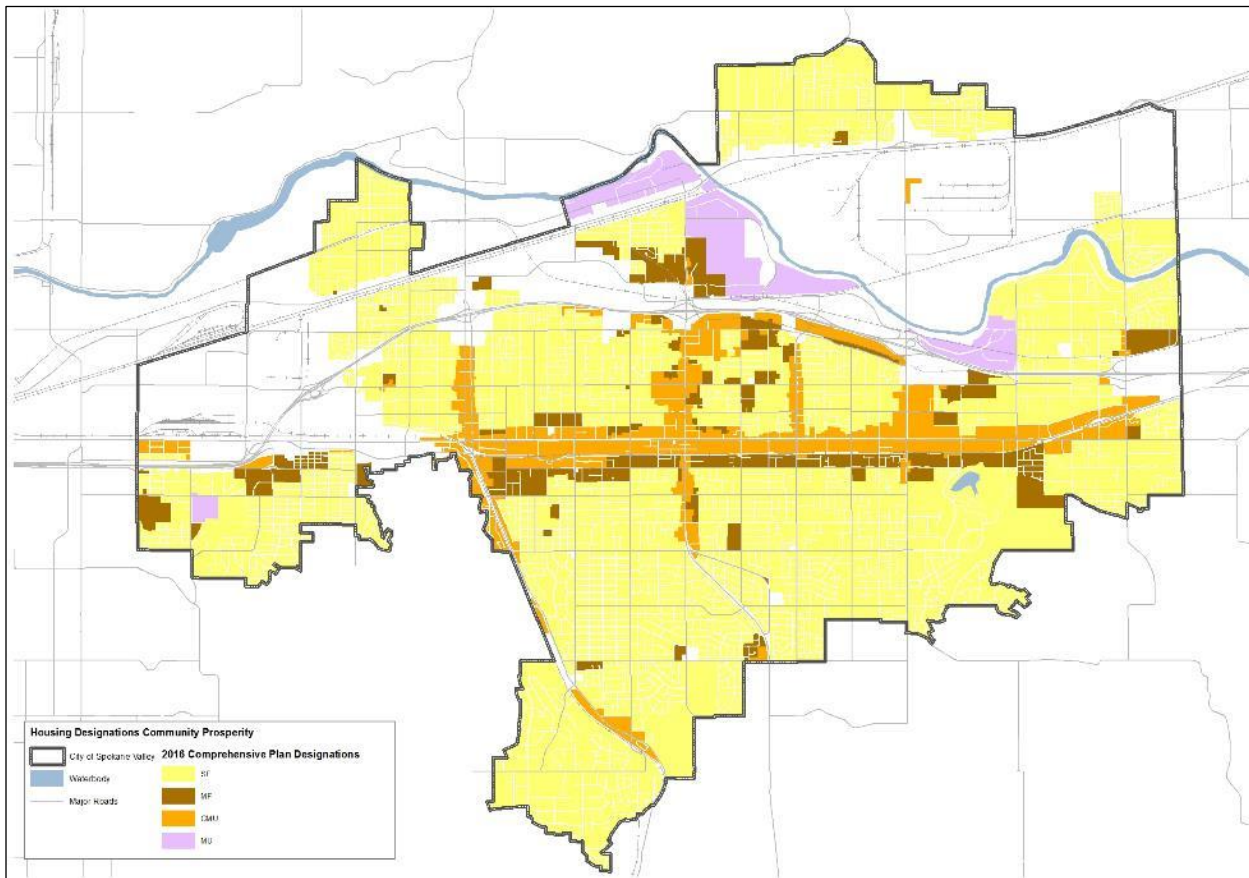 Housing Designations Community Prosperity
City of Spokane Valley
2016 Comprehensive Plan Designations
Waterbody
Major Roads
SF
MF
CMU
MU